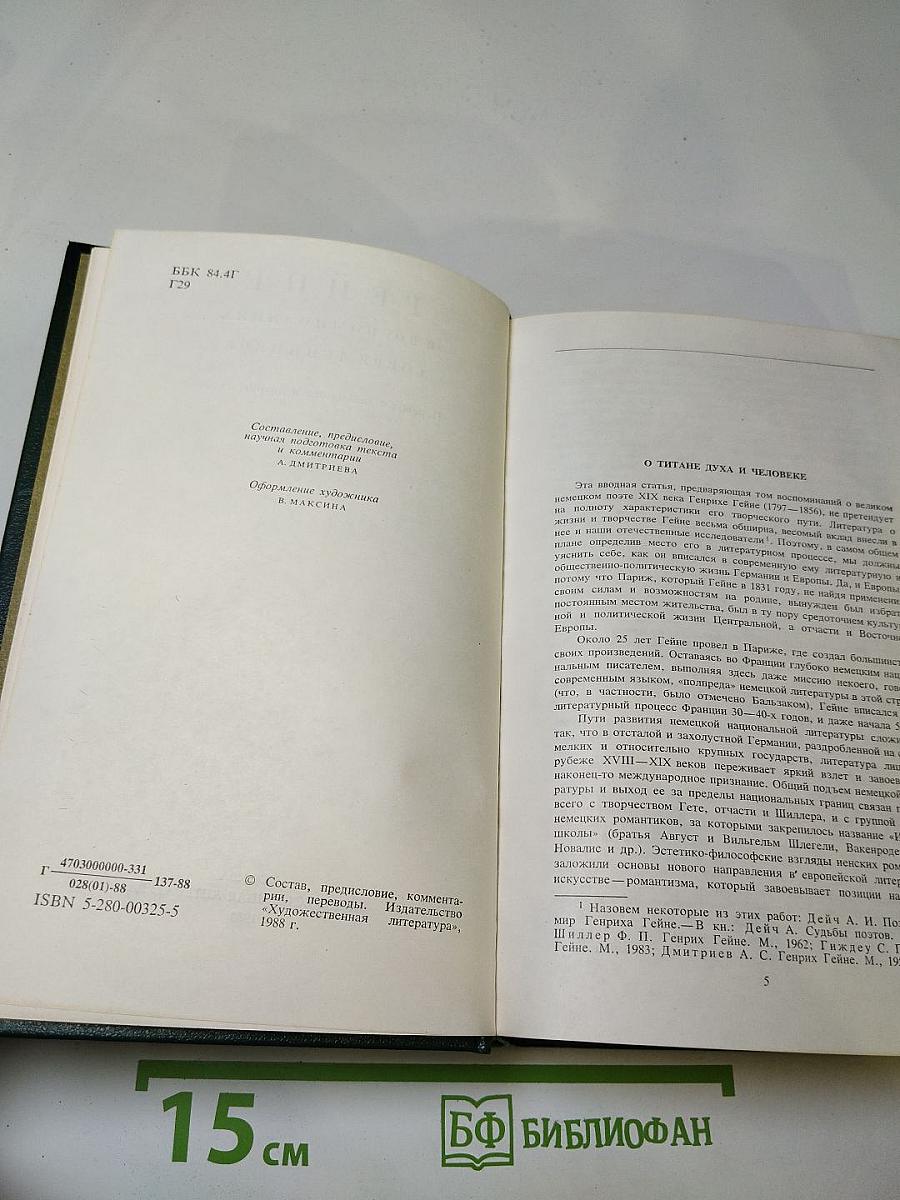 ББК 84.4Г
Г29
Составление, предисловие,
научная подготовка текста
и комментарии
А. ДМИТРИЕВА
Оформление художника
В. МАКСИНА
Г 4703000000-331 137-88
028(01)-88
ISBN 5-280-00325-5
© Состав, предисловие, коммента-
рии, переводы. Издательство
«Художественная литература»,
1988 г.
О ТИТАНЕ ДУХА И ЧЕЛОВЕКЕ
Эта вводная статья, предваряющая том воспоминаний о великом
немецком поэте XIX века Генрихе Гейне (1797—1856), не претендует
на полноту характеристики его творческого пути. Литература о
жизни и творчестве Гейне весьма обширна, весомый вклад внесли в
нее и наши отечественные исследователи¹. Поэтому, в самом общем
плане определив место его в литературном процессе, мы должны
уяснить себе, как он вписался в современную ему литературную и
общественно-политическую жизнь Германии и Европы. Да, и Европы,
потому что Париж, который Гейне в 1831 году, не найдя применени
своим силам и возможностям на родине, вынужден был избрат
постоянным местом жительства, был в ту пору средоточием культур
ной и политической жизни Центральной, а отчасти и Восточно
Европы.
Около 25 лет Гейне провел в Париже, где создал большинст
своих произведений. Оставаясь во Франции глубоко немецким наци
нальным писателем, выполняя здесь даже миссию некоего, гово
современным языком, «полпреда» немецкой литературы в этой стр
(что, в частности, было отмечено Бальзаком), Гейне вписался
литературный процесс Франции 30—40-х годов, и даже начала 5
Пути развития немецкой национальной литературы сложи
так, что в отсталой и захолустной Германии, раздробленной на
мелких и относительно крупных государств, литература ли
рубеже XVIII—XIX веков переживает яркий взлет и завоев
наконец-то международное признание. Общий подъем немецкой
ратуры и выход ее за пределы национальных границ связан п
всего с творчеством Гете, отчасти и Шиллера, и с группой
немецких романтиков, за которыми закрепилось название «И
школы» (братья Август и Вильгельм Шлегели, Вакенроде
Новалис и др.). Эстетико-философские взгляды иенских ром
заложили основы нового направления в европейской литер
искусстве—романтизма, который завоевывает позиции на
¹ Назовем некоторые из этих работ: Дейч А. И. Поэ
мир Генриха Гейне.— В кн.: Дейч А. Судьбы поэтов.
Шиллер Ф. П. Генрих Гейне. М., 1962; Гиждеу С. П
Гейне. М., 1983; Дмитриев А. С. Генрих Гейне. М., 19
5
15 см
БФ БИБЛИОФАН